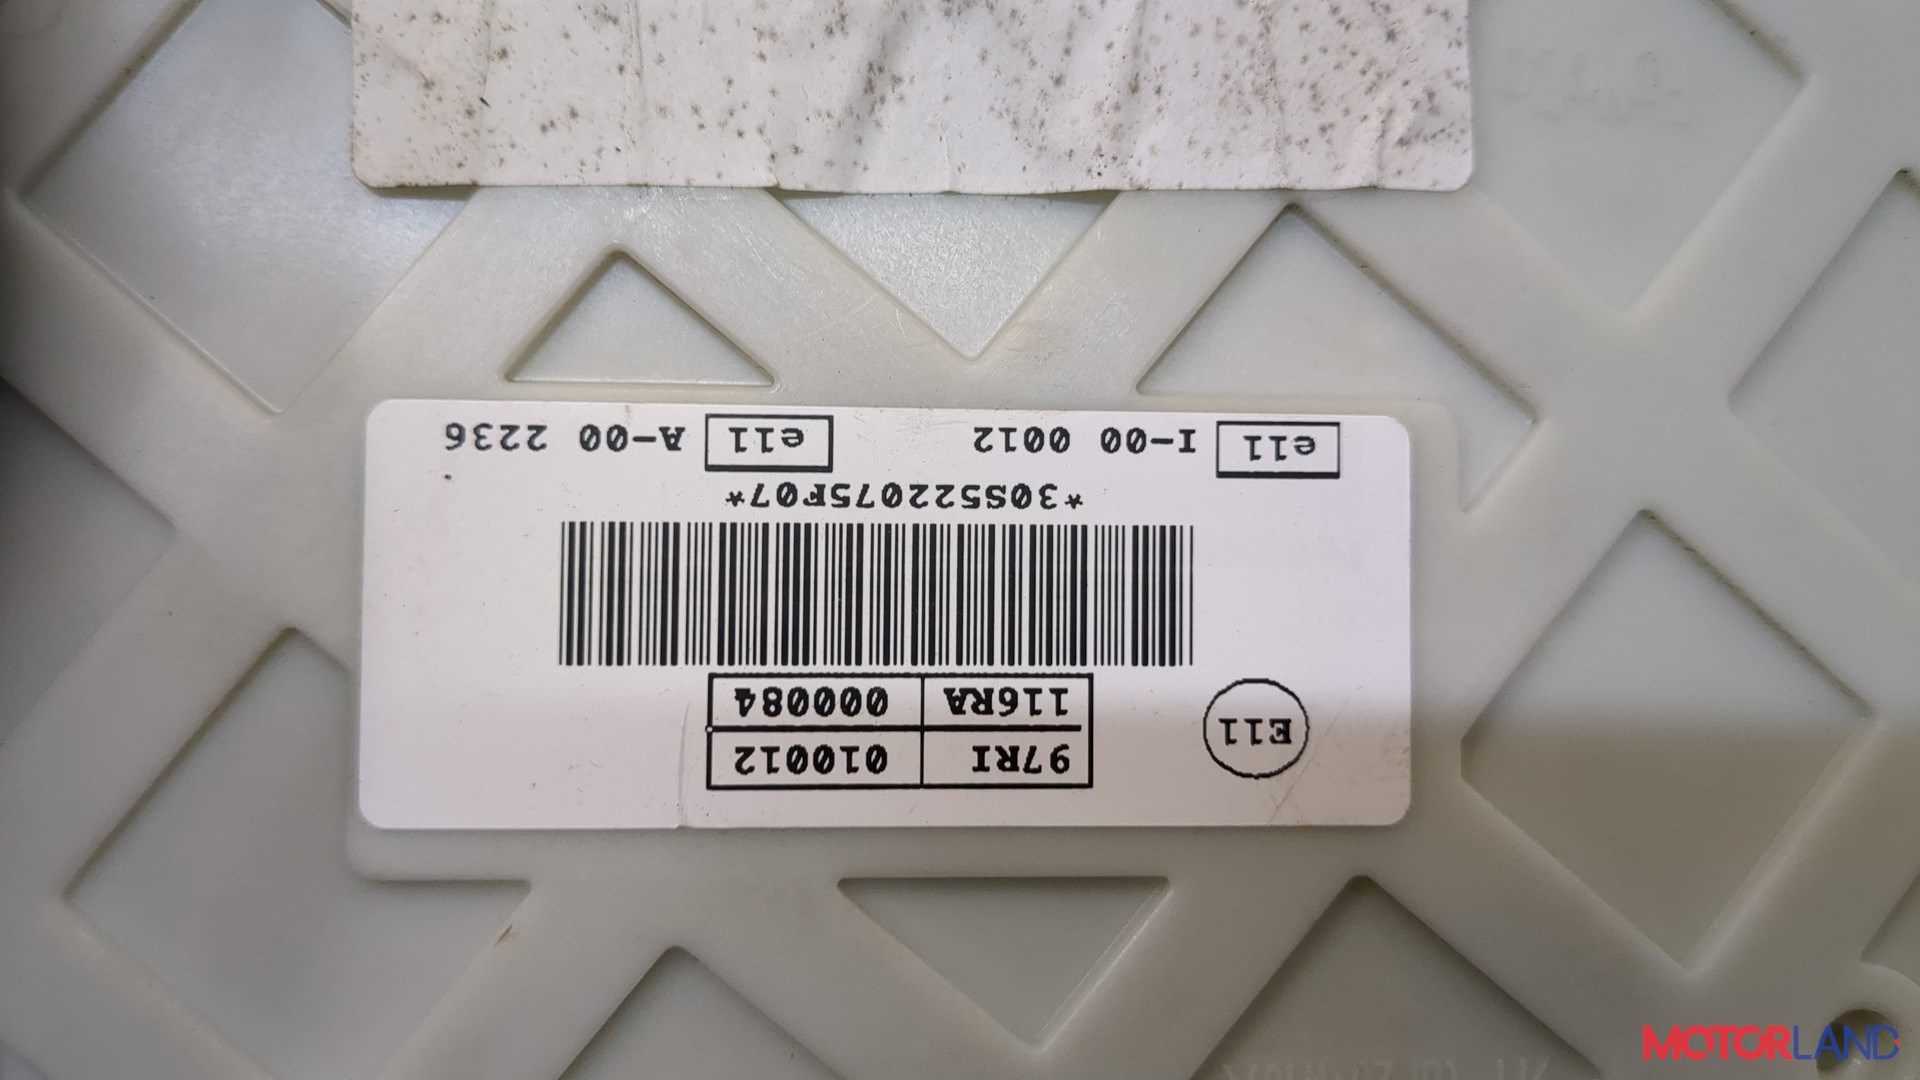 E11
97RI 010012
116RA 000084
*30S522075F07*
e11 I-00 0012 e11 A-00 2236
MOTORLAND